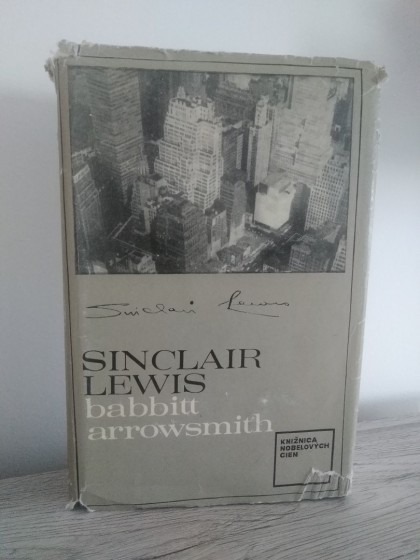 Sinclair Lewis
SINCLAIR
LEWIS
babbitt
arrowsmith
KNIŽNICA
NOBELOVÝCH
CIEN